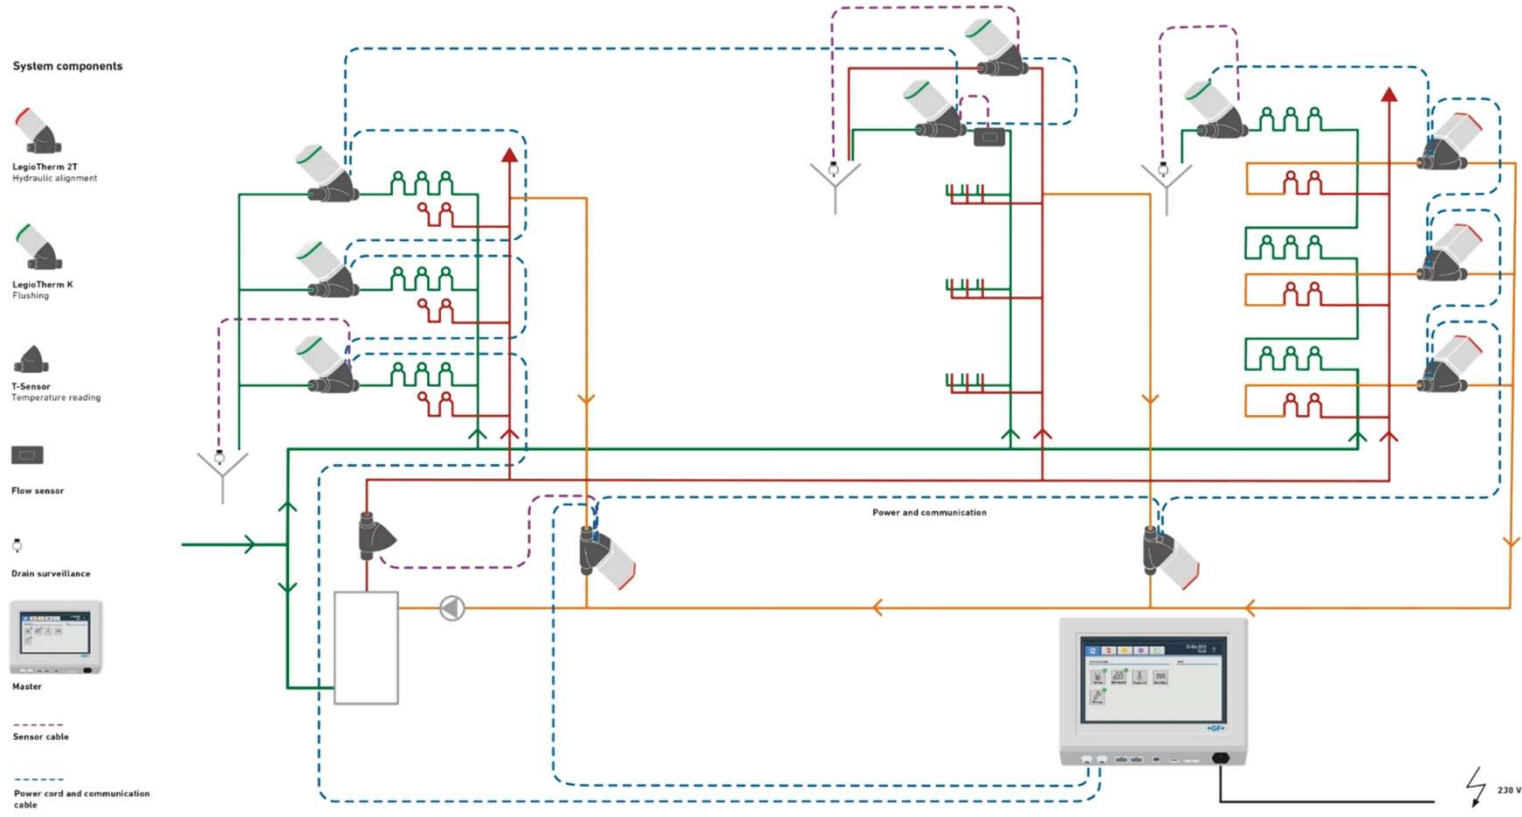 System components
LegioTherm 2T
Hydraulic alignment
LegioTherm K
Flushing
T-Sensor
Temperature reading
Flow sensor
Drain surveillance
Master
Sensor cable
Power cord and communication
cable
Power and communication
+GF+
230 V